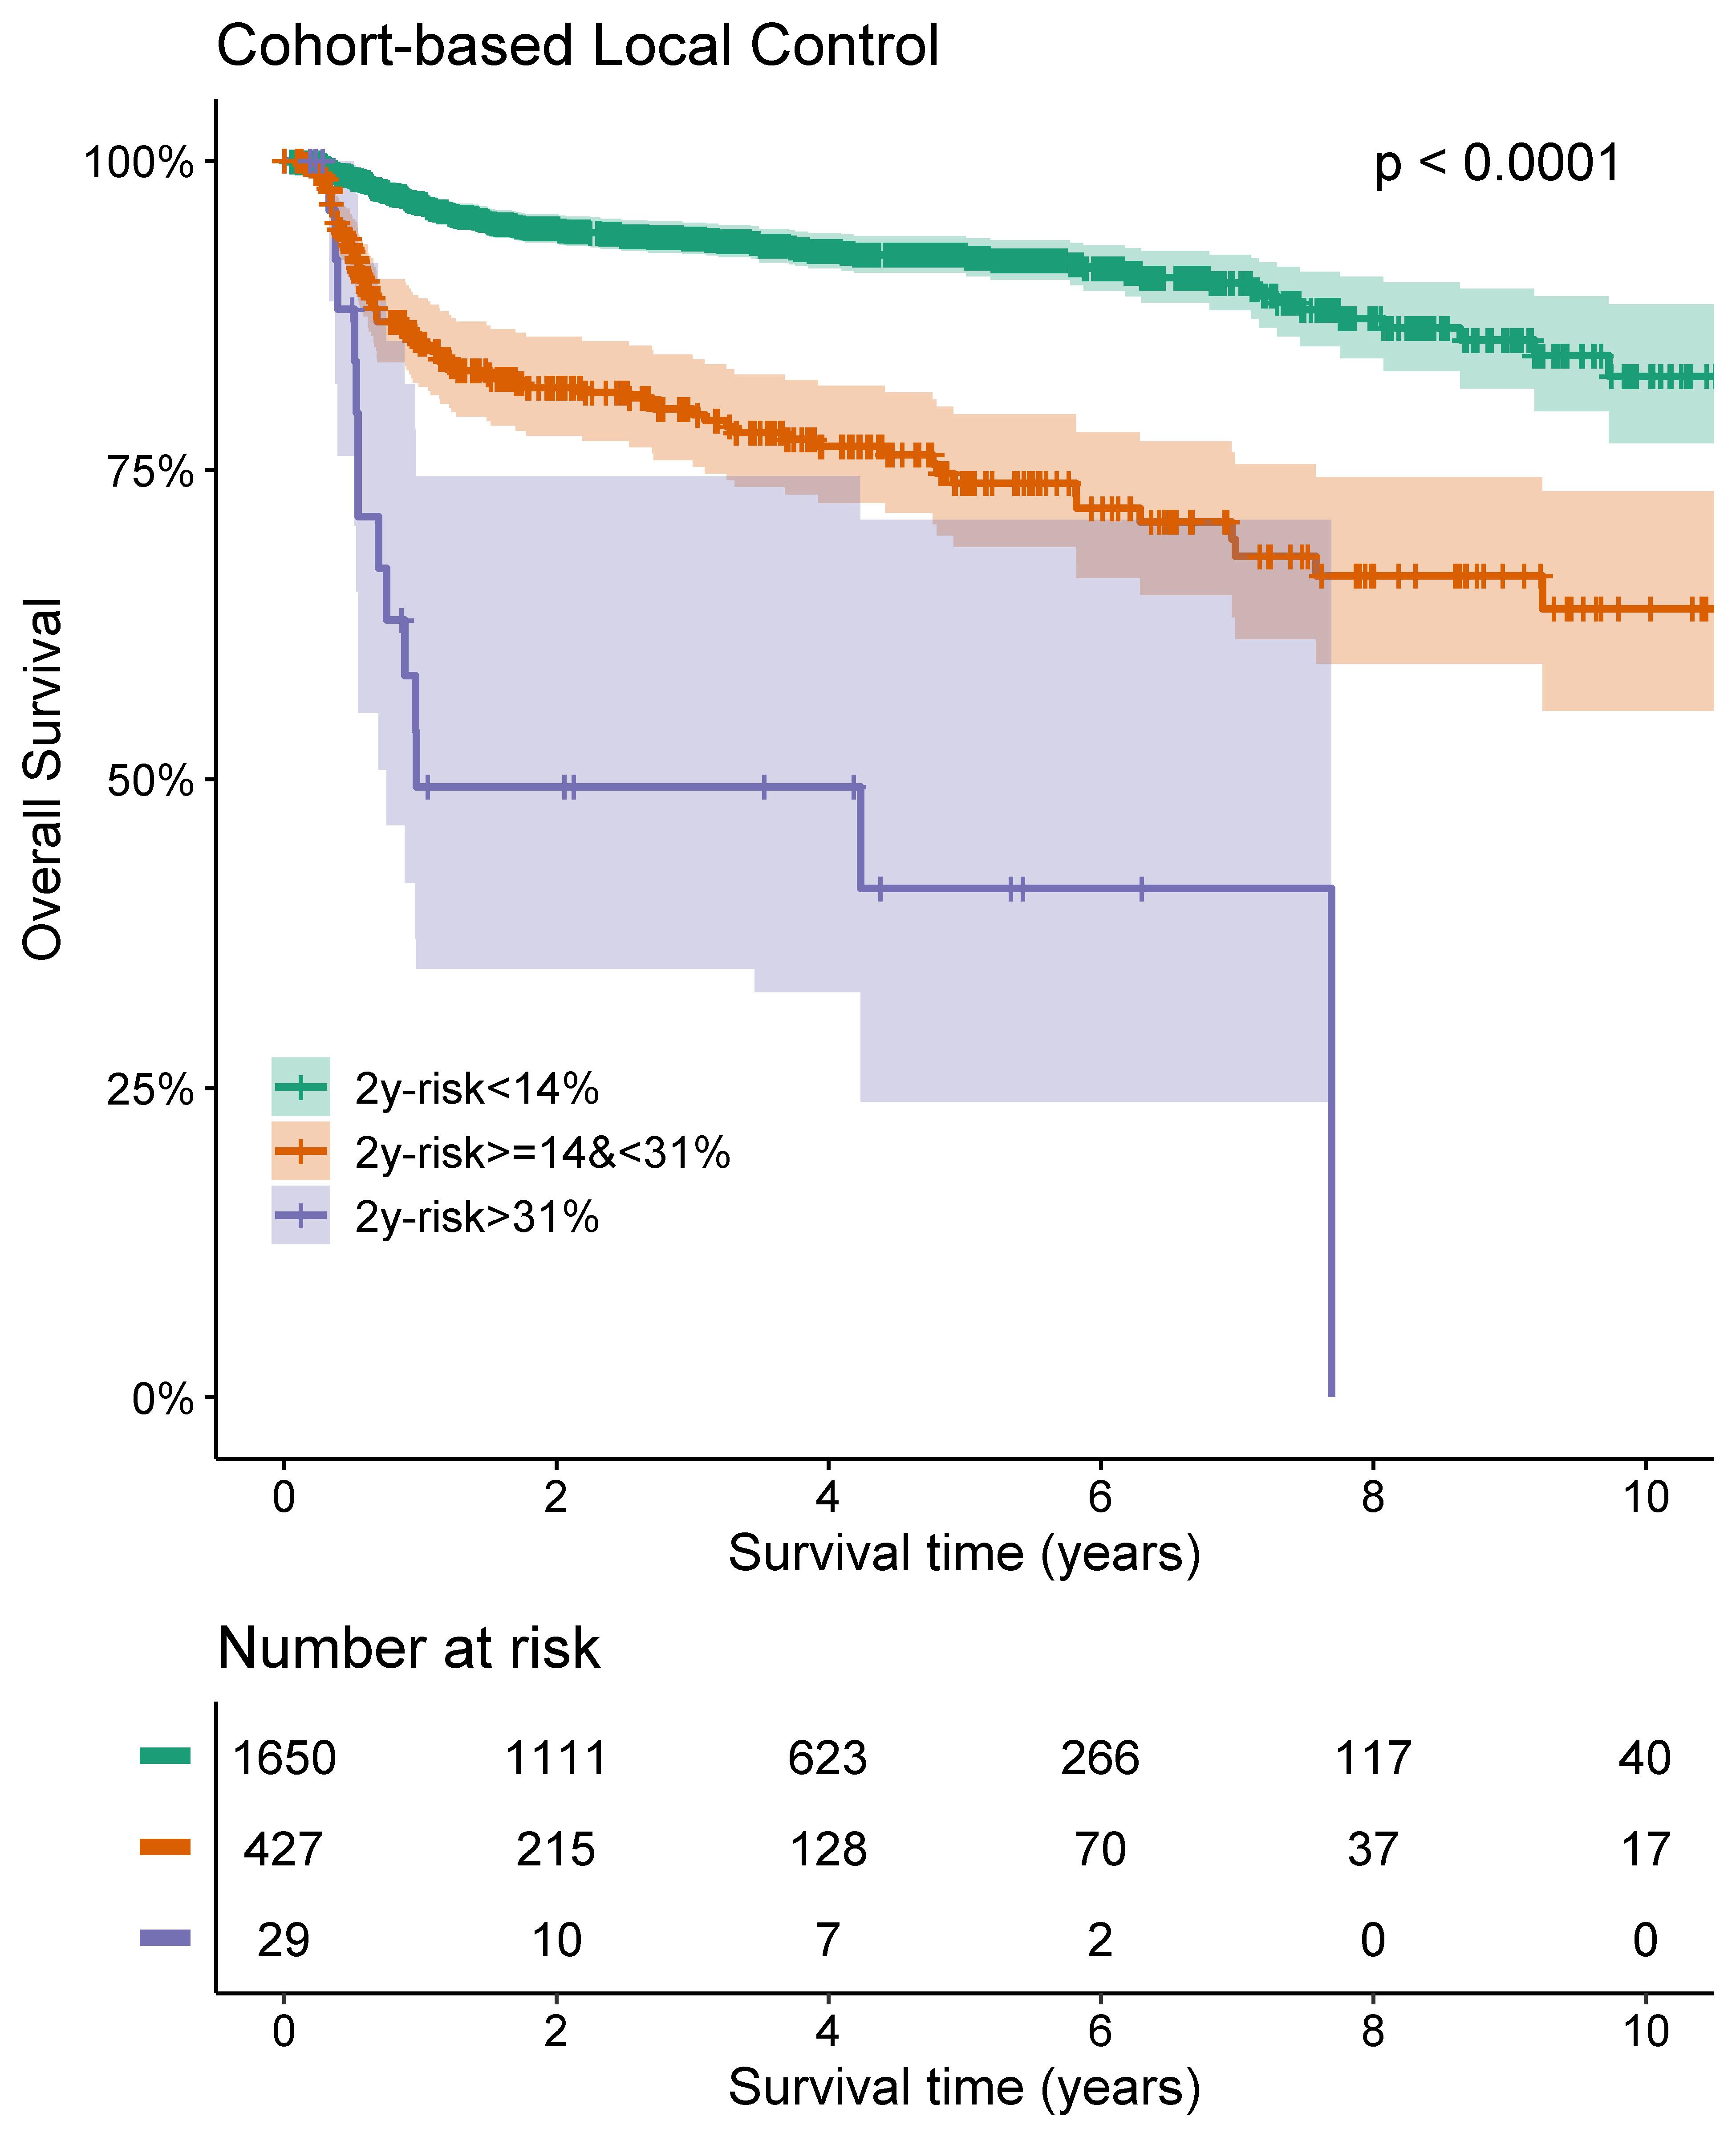 Cohort-based Local Control
p < 0.0001
100%
75%
50%
25%
0%
Overall Survival
2y-risk<14%
2y-risk>=14&<31%
2y-risk>31%
0 2 4 6 8 10
Survival time (years)
Number at risk
1650 1111 623 266 117 40
427 215 128 70 37 17
29 10 7 2 0 0
0 2 4 6 8 10
Survival time (years)